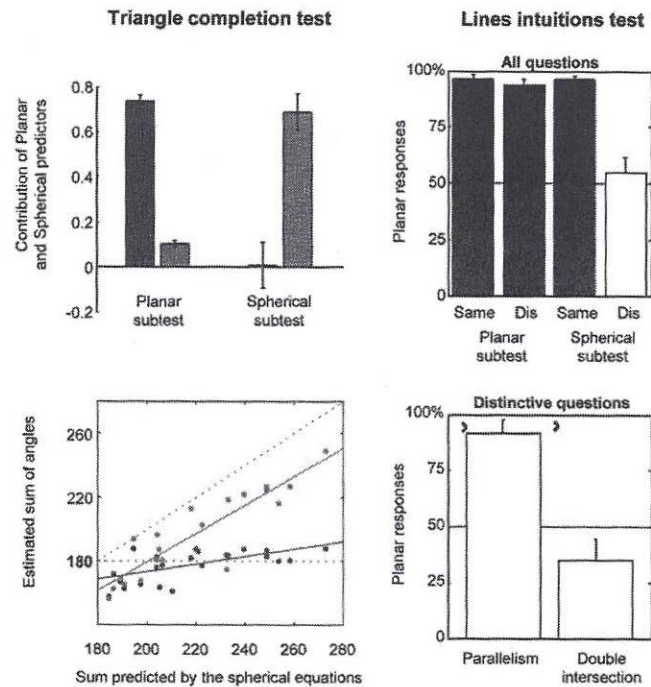 Triangle completion test
Lines intuitions test
Contribution of Planar
and Spherical predictors
0.8
0.6
0.4
0.2
0
-0.2
Planar
subtest
Spherical
subtest
All questions
Planar responses
100%
75
50
25
0
Same
Dis
Same
Dis
Planar
subtest
Spherical
subtest
Estimated sum of angles
260
220
180
180
200
220
240
260
280
Sum predicted by the spherical equations
Distinctive questions
Planar responses
100%
75
50
25
0
Parallelism
Double
intersection